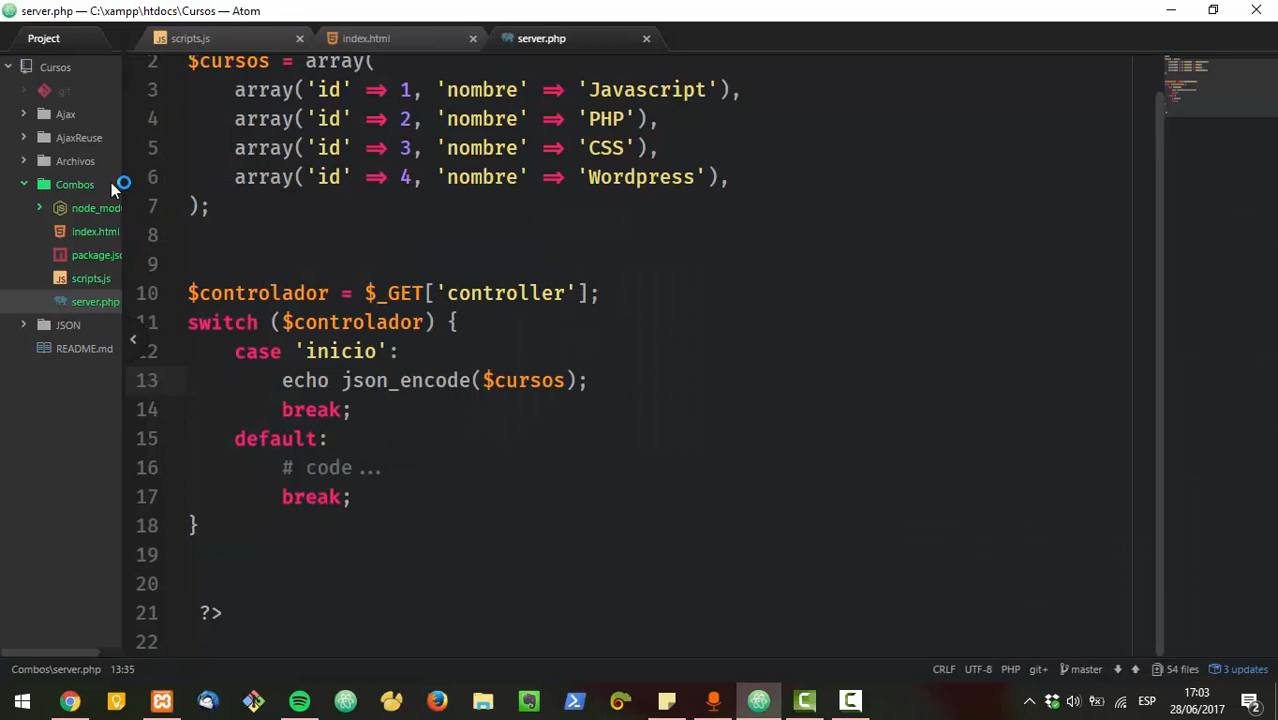 server.php — C:\xampp\htdocs\Cursos — Atom
Project
scripts.js
index.html
server.php
Cursos
.git
Ajax
AjaxReuse
Archivos
Combos
node_mod
index.html
package.jsc
scripts.js
server.php
JSON
README.md
2 $cursos = array(
3 array('id' => 1, 'nombre' => 'Javascript'),
4 array('id' => 2, 'nombre' => 'PHP'),
5 array('id' => 3, 'nombre' => 'CSS'),
6 array('id' => 4, 'nombre' => 'Wordpress'),
7 );
8
9
10 $controlador = $_GET['controller'];
11 switch ($controlador) {
12 case 'inicio':
13 echo json_encode($cursos);
14 break;
15 default:
16 # code...
17 break;
18 }
19
20
21 ?>
22
Combos\server.php 13:35
CRLF UTF-8 PHP git+ master 54 files 3 updates
ESP
17:03
28/06/2017
2